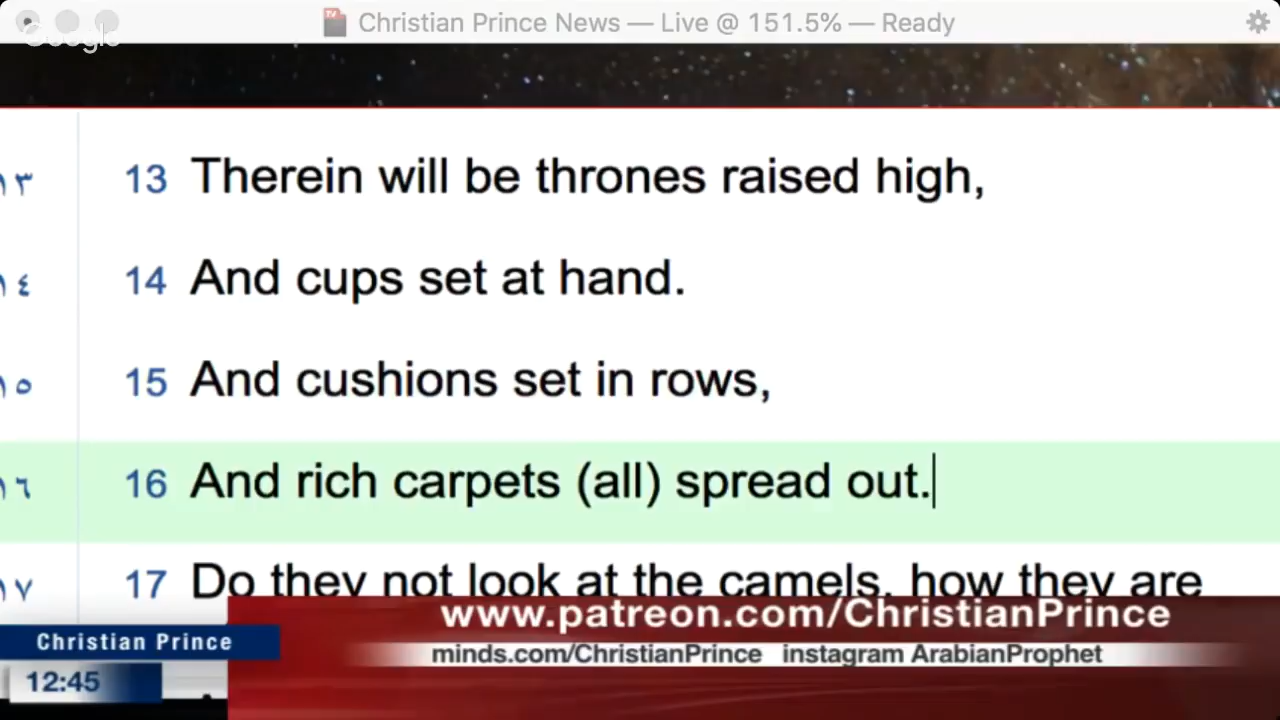 Christian Prince News — Live @ 151.5% — Ready
Google
١٣ 13 Therein will be thrones raised high,
١٤ 14 And cups set at hand.
١٥ 15 And cushions set in rows,
١٦ 16 And rich carpets (all) spread out.
١٧ 17 Do they not look at the camels, how they are
www.patreon.com/ChristianPrince
Christian Prince
minds.com/ChristianPrince instagram ArabianProphet
12:45